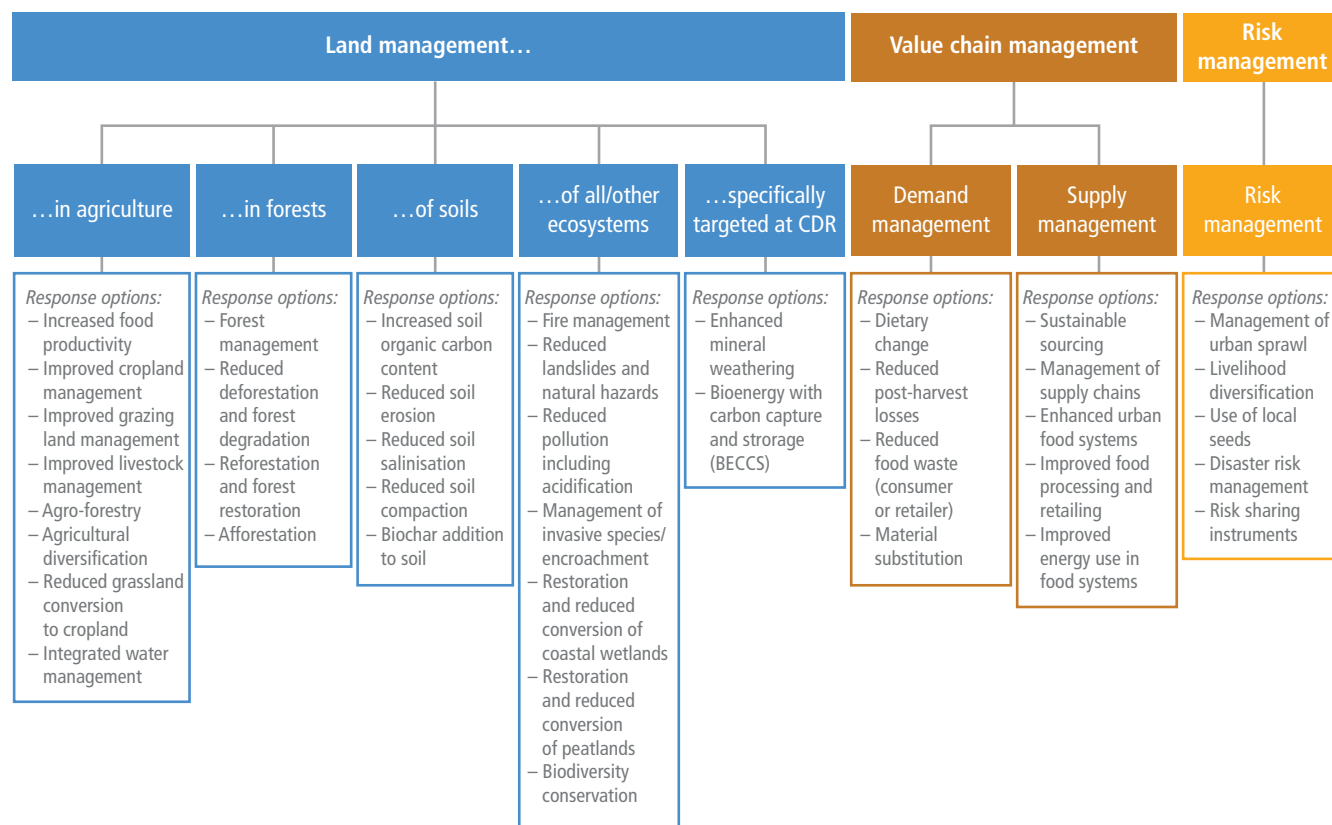 Land management…
Value chain management
Risk
management
…in agriculture
…in forests
…of soils
…of all/other
ecosystems
…specifically
targeted at CDR
Demand
management
Supply
management
Risk
management
Response options:
– Increased food
productivity
– Improved cropland
management
– Improved grazing
land management
– Improved livestock
management
– Agro-forestry
– Agricultural
diversification
– Reduced grassland
conversion
to cropland
– Integrated water
management
Response options:
– Forest
management
– Reduced
deforestation
and forest
degradation
– Reforestation
and forest
restoration
– Afforestation
Response options:
– Increased soil
organic carbon
content
– Reduced soil
erosion
– Reduced soil
salinisation
– Reduced soil
compaction
– Biochar addition
to soil
Response options:
– Fire management
– Reduced
landslides and
natural hazards
– Reduced
pollution
including
acidification
– Management of
invasive species/
encroachment
– Restoration
and reduced
conversion of
coastal wetlands
– Restoration
and reduced
conversion
of peatlands
– Biodiversity
conservation
Response options:
– Enhanced
mineral
weathering
– Bioenergy with
carbon capture
and strorage
(BECCS)
Response options:
– Dietary
change
– Reduced
post-harvest
losses
– Reduced
food waste
(consumer
or retailer)
– Material
substitution
Response options:
– Sustainable
sourcing
– Management of
supply chains
– Enhanced urban
food systems
– Improved food
processing and
retailing
– Improved
energy use in
food systems
Response options:
– Management of
urban sprawl
– Livelihood
diversification
– Use of local
seeds
– Disaster risk
management
– Risk sharing
instruments